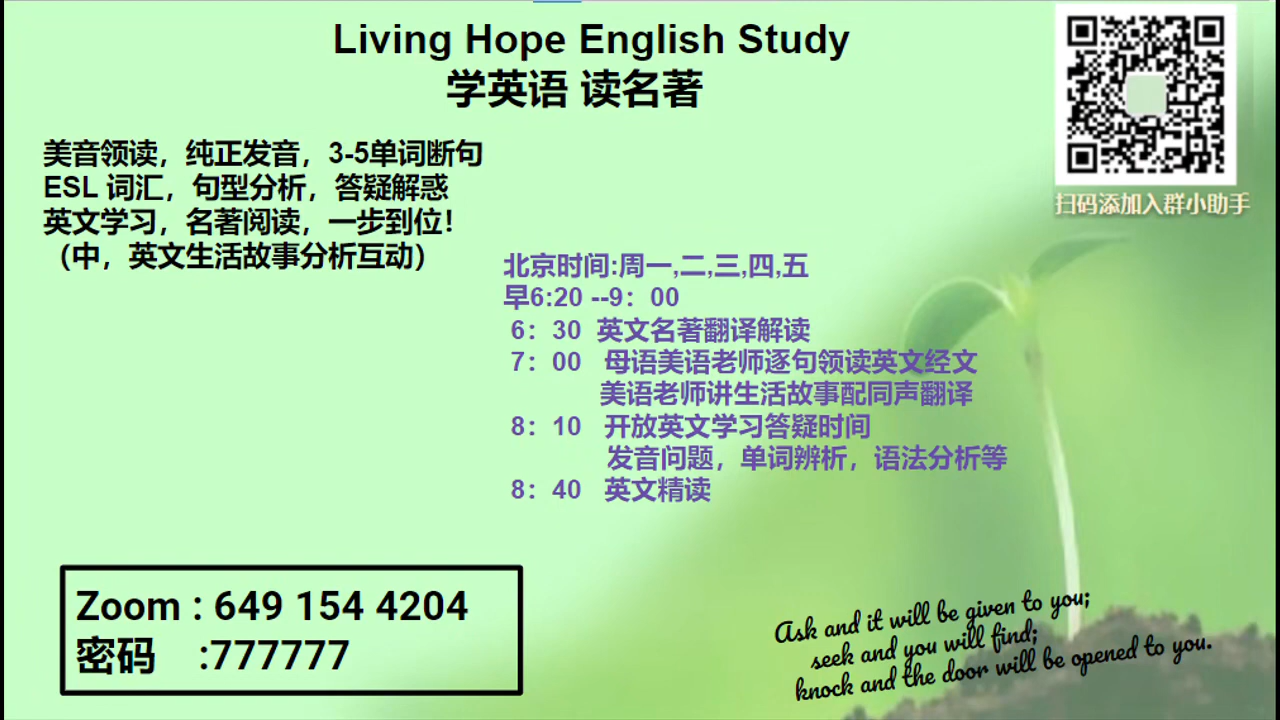 Living Hope English Study
学英语 读名著
美音领读，纯正发音，3-5单词断句
ESL 词汇，句型分析，答疑解惑
英文学习，名著阅读，一步到位！
（中，英文生活故事分析互动）
扫码添加入群小助手
北京时间:周一,二,三,四,五
早6:20 --9：00
6：30 英文名著翻译解读
7：00 母语美语老师逐句领读英文经文
美语老师讲生活故事配同声翻译
8：10 开放英文学习答疑时间
发音问题，单词辨析，语法分析等
8：40 英文精读
Zoom : 649 154 4204
密码 :777777
Ask and it will be given to you;
seek and you will find;
knock and the door will be opened to you.